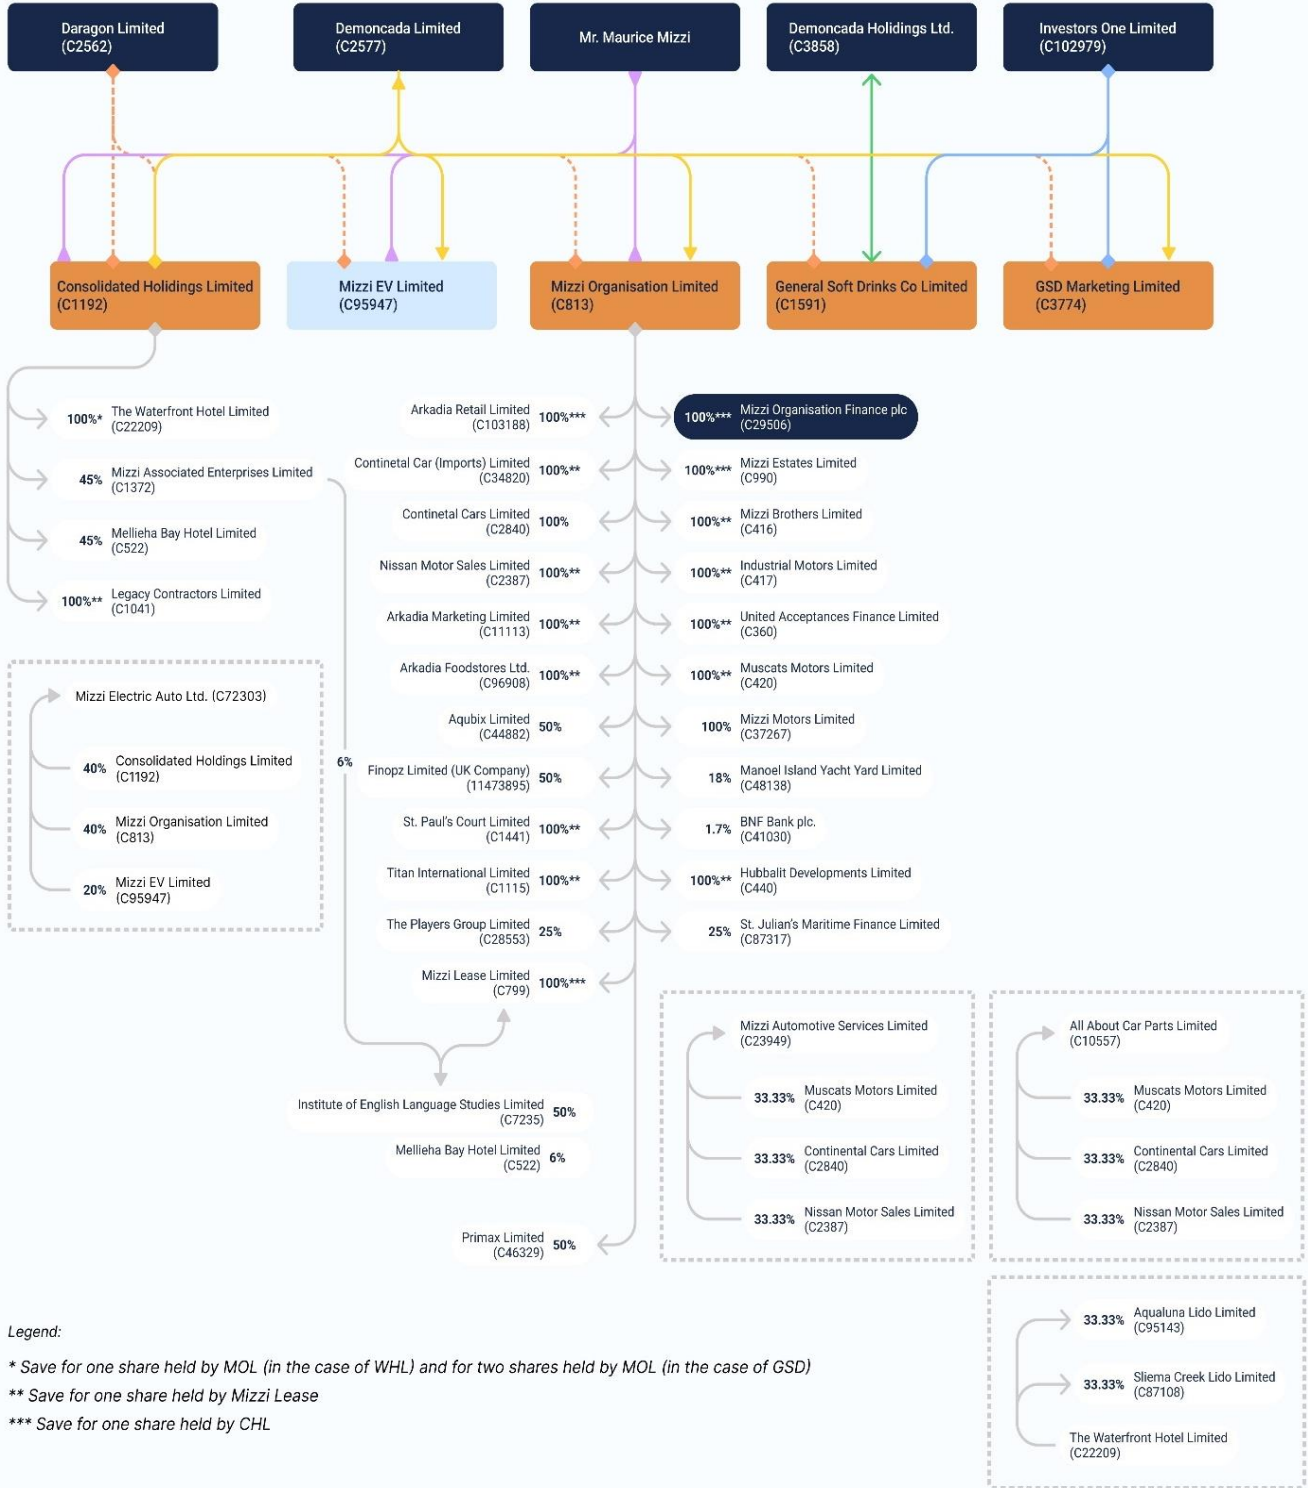 Daragon Limited
(C2562)
Demoncada Limited
(C2577)
Mr. Maurice Mizzi
Demoncada Holdings Ltd.
(C3858)
Investors One Limited
(C102979)
Consolidated Holidings Limited
(C1192)
Mizzi EV Limited
(C95947)
Mizzi Organisation Limited
(C813)
General Soft Drinks Co Limited
(C1591)
GSD Marketing Limited
(C3774)
100%* The Waterfront Hotel Limited
(C22209)
45% Mizzi Associated Enterprises Limited
(C1372)
45% Mellieha Bay Hotel Limited
(C522)
100%** Legacy Contractors Limited
(C1041)
Mizzi Electric Auto Ltd. (C72303)
40% Consolidated Holdings Limited
(C1192)
40% Mizzi Organisation Limited
(C813)
20% Mizzi EV Limited
(C95947)
6%
Arkadia Retail Limited 100%***
(C103188)
Continetal Car (Imports) Limited 100%**
(C34820)
Continetal Cars Limited 100%
(C2840)
Nissan Motor Sales Limited 100%**
(C2387)
Arkadia Marketing Limited 100%**
(C11113)
Arkadia Foodstores Ltd. 100%**
(C96908)
Aqubix Limited 50%
(C44882)
Finopz Limited (UK Company) 50%
(11473895)
St. Paul's Court Limited 100%**
(C1441)
Titan International Limited 100%**
(C1115)
The Players Group Limited 25%
(C28553)
Mizzi Lease Limited 100%***
(C799)
Institute of English Language Studies Limited 50%
(C7235)
Mellieha Bay Hotel Limited 6%
(C522)
Primax Limited 50%
(C46329)
100%*** Mizzi Organisation Finance plc
(C29506)
100%*** Mizzi Estates Limited
(C990)
100%** Mizzi Brothers Limited
(C416)
100%** Industrial Motors Limited
(C417)
100%** United Acceptances Finance Limited
(C360)
100%** Muscats Motors Limited
(C420)
100% Mizzi Motors Limited
(C37267)
18% Manoel Island Yacht Yard Limited
(C48138)
1.7% BNF Bank plc.
(C41030)
100%** Hubbalit Developments Limited
(C440)
25% St. Julian's Maritime Finance Limited
(C87317)
Mizzi Automotive Services Limited
(C23949)
33.33% Muscats Motors Limited
(C420)
33.33% Continental Cars Limited
(C2840)
33.33% Nissan Motor Sales Limited
(C2387)
All About Car Parts Limited
(C10557)
33.33% Muscats Motors Limited
(C420)
33.33% Continental Cars Limited
(C2840)
33.33% Nissan Motor Sales Limited
(C2387)
33.33% Aqualuna Lido Limited
(C95143)
33.33% Sliema Creek Lido Limited
(C87108)
The Waterfront Hotel Limited
(C22209)
Legend:
* Save for one share held by MOL (in the case of WHL) and for two shares held by MOL (in the case of GSD)
** Save for one share held by Mizzi Lease
*** Save for one share held by CHL